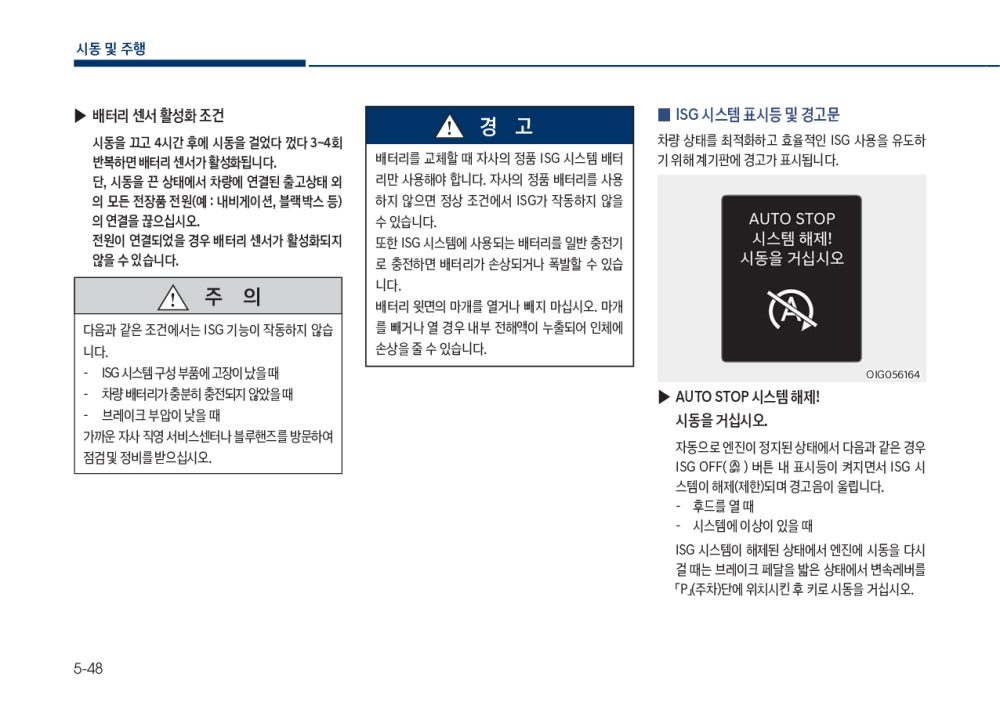 시동 및 주행
▶ 배터리 센서 활성화 조건
시동을 끄고 4시간 후에 시동을 걸었다 껐다 3~4회
반복하면 배터리 센서가 활성화됩니다.
단, 시동을 끈 상태에서 차량에 연결된 출고상태 외
의 모든 전장품 전원(예 : 내비게이션, 블랙박스 등)
의 연결을 끊으십시오.
전원이 연결되었을 경우 배터리 센서가 활성화되지
않을 수 있습니다.
주 의
다음과 같은 조건에서는 ISG 기능이 작동하지 않습
니다.
- ISG 시스템 구성 부품에 고장이 났을 때
- 차량 배터리가 충분히 충전되지 않았을 때
- 브레이크 부압이 낮을 때
가까운 자사 직영 서비스센터나 블루핸즈를 방문하여
점검 및 정비를 받으십시오.
경 고
배터리를 교체할 때 자사의 정품 ISG 시스템 배터
리만 사용해야 합니다. 자사의 정품 배터리를 사용
하지 않으면 정상 조건에서 ISG가 작동하지 않을
수 있습니다.
또한 ISG 시스템에 사용되는 배터리를 일반 충전기
로 충전하면 배터리가 손상되거나 폭발할 수 있습
니다.
배터리 윗면의 마개를 열거나 빼지 마십시오. 마개
를 빼거나 열 경우 내부 전해액이 누출되어 인체에
손상을 줄 수 있습니다.
■ ISG 시스템 표시등 및 경고문
차량 상태를 최적화하고 효율적인 ISG 사용을 유도하
기 위해 계기판에 경고가 표시됩니다.
AUTO STOP
시스템 해제!
시동을 거십시오
A
OIG056164
▶ AUTO STOP 시스템 해제!
시동을 거십시오.
자동으로 엔진이 정지된 상태에서 다음과 같은 경우
ISG OFF( ) 버튼 내 표시등이 켜지면서 ISG 시
스템이 해제(제한)되며 경고음이 울립니다.
- 후드를 열 때
- 시스템에 이상이 있을 때
ISG 시스템이 해제된 상태에서 엔진에 시동을 다시
걸 때는 브레이크 페달을 밟은 상태에서 변속레버를
「P」(주차)단에 위치시킨 후 키로 시동을 거십시오.
5-48